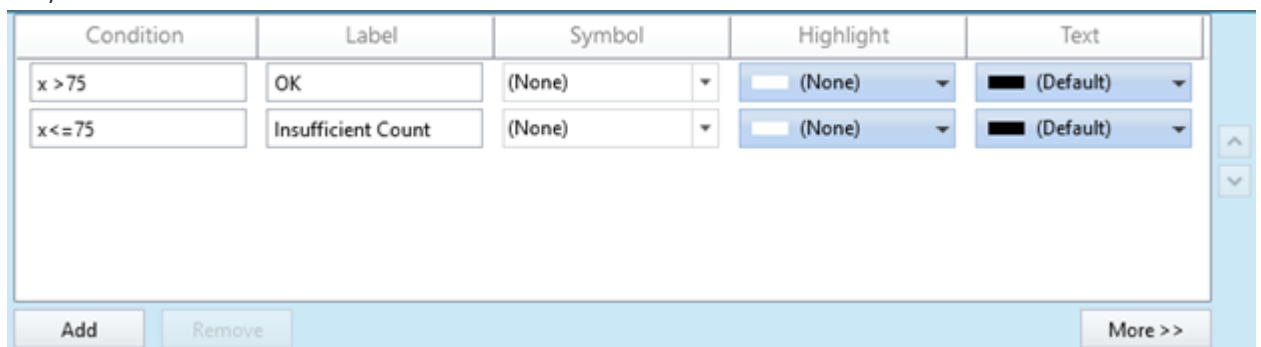 Condition Label Symbol Highlight Text
x >75 OK (None) (None) (Default)
x<=75 Insufficient Count (None) (None) (Default)
Add Remove More >>